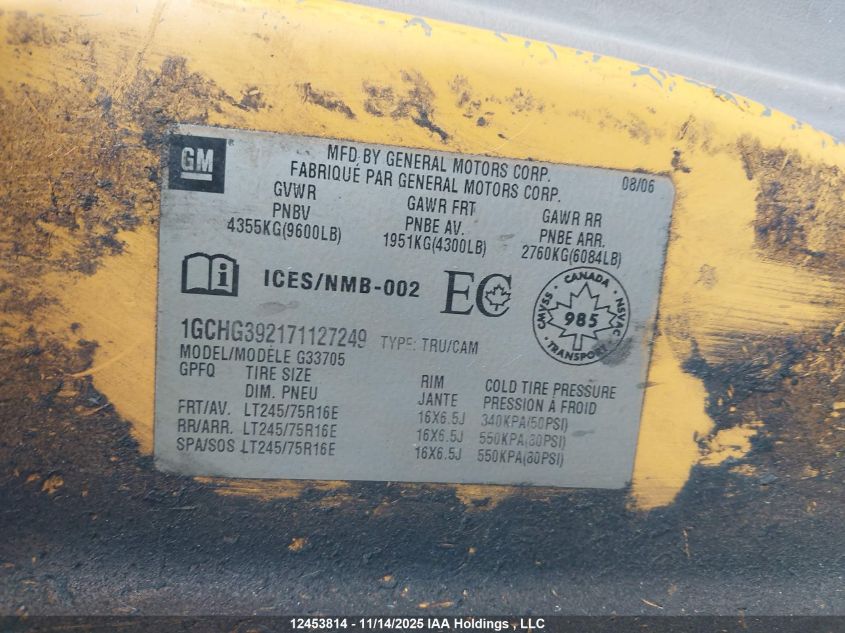 GM
MFD BY GENERAL MOTORS CORP.
FABRIQUÉ PAR GENERAL MOTORS CORP.
08/06
GVWR GAWR FRT GAWR RR
PNBV PNBE AV. PNBE ARR.
4355KG(9600LB) 1951KG(4300LB) 2760KG(6084LB)
ICES/NMB-002 EC
CANADA
CMVSS 985 NSVAC
TRANSPORT
1GCHG392171127249 TYPE: TRU/CAM
MODEL/MODÈLE G33705
GPFQ TIRE SIZE RIM COLD TIRE PRESSURE
DIM. PNEU JANTE PRESSION À FROID
FRT/AV. LT245/75R16E 16X6.5J 340KPA(50PSI)
RR/ARR. LT245/75R16E 16X6.5J 550KPA(80PSI)
SPA/SOS LT245/75R16E 16X6.5J 550KPA(80PSI)
12453814 - 11/14/2025 IAA Holdings , LLC